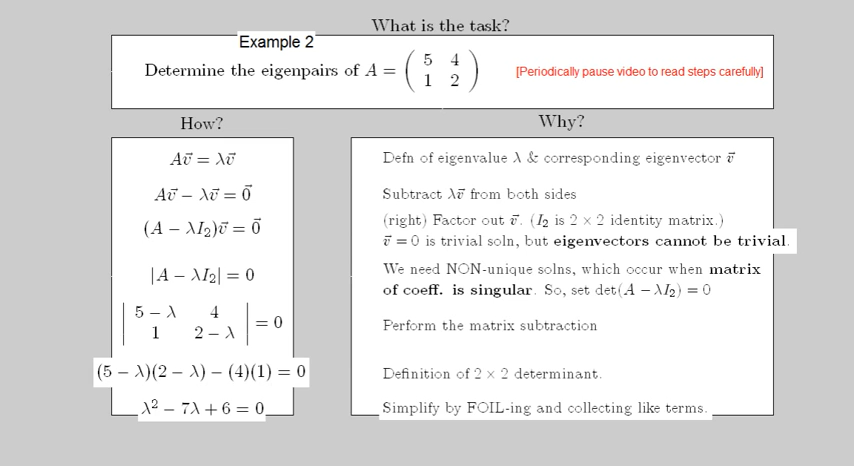 What is the task?
Example 2
Determine the eigenpairs of A = ( 5 4
1 2 ) [Periodically pause video to read steps carefully]
How? Why?
Av⃗ = λv⃗ Defn of eigenvalue λ & corresponding eigenvector v⃗
Av⃗ − λv⃗ = 0⃗ Subtract λv⃗ from both sides
(A − λI₂)v⃗ = 0⃗ (right) Factor out v⃗. (I₂ is 2 × 2 identity matrix.)
v⃗ = 0 is trivial soln, but eigenvectors cannot be trivial.
|A − λI₂| = 0 We need NON-unique solns, which occur when matrix
of coeff. is singular. So, set det(A − λI₂) = 0
| 5 − λ 4
1 2 − λ | = 0 Perform the matrix subtraction
(5 − λ)(2 − λ) − (4)(1) = 0 Definition of 2 × 2 determinant.
λ² − 7λ + 6 = 0 Simplify by FOIL-ing and collecting like terms.